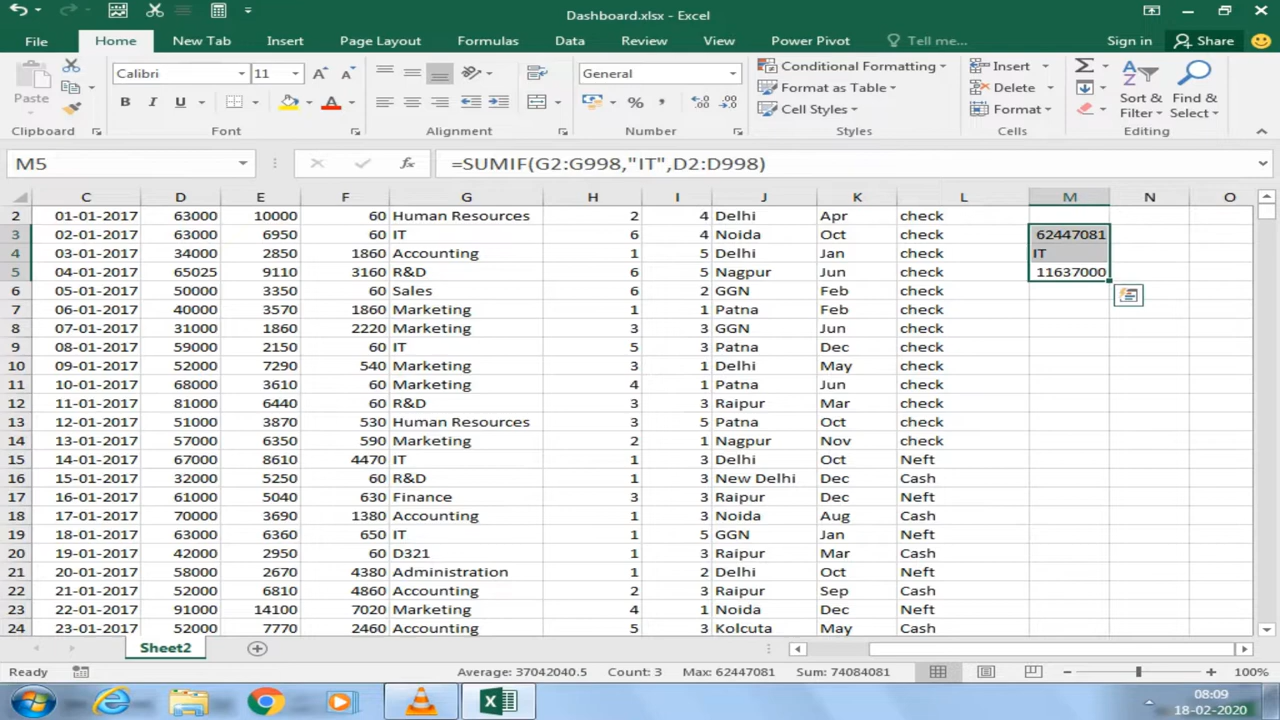 Dashboard.xlsx - Excel
File Home New Tab Insert Page Layout Formulas Data Review View Power Pivot Tell me... Sign in Share
Paste Calibri 11 General Conditional Formatting Insert
B I U % , Format as Table Delete Sort & Filter Find & Select
Cell Styles Format
Clipboard Font Alignment Number Styles Cells Editing
M5 fx =SUMIF(G2:G998,"IT",D2:D998)
C D E F G H I J K L M N O
2 01-01-2017 63000 10000 60 Human Resources 2 4 Delhi Apr check
3 02-01-2017 63000 6950 60 IT 6 4 Noida Oct check 62447081
4 03-01-2017 34000 2850 1860 Accounting 1 5 Delhi Jan check IT
5 04-01-2017 65025 9110 3160 R&D 6 5 Nagpur Jun check 11637000
6 05-01-2017 50000 3350 60 Sales 6 2 GGN Feb check
7 06-01-2017 40000 3570 1860 Marketing 1 1 Patna Feb check
8 07-01-2017 31000 1860 2220 Marketing 3 3 GGN Jun check
9 08-01-2017 59000 2150 60 IT 5 3 Patna Dec check
10 09-01-2017 52000 7290 540 Marketing 3 1 Delhi May check
11 10-01-2017 68000 3610 60 Marketing 4 1 Patna Jun check
12 11-01-2017 81000 6440 60 R&D 3 3 Raipur Mar check
13 12-01-2017 51000 3870 530 Human Resources 3 5 Patna Oct check
14 13-01-2017 57000 6350 590 Marketing 2 1 Nagpur Nov check
15 14-01-2017 67000 8610 4470 IT 1 3 Delhi Oct Neft
16 15-01-2017 32000 5250 60 R&D 1 3 New Delhi Dec Cash
17 16-01-2017 61000 5040 630 Finance 3 3 Raipur Dec Neft
18 17-01-2017 70000 3690 1380 Accounting 1 3 Noida Aug Cash
19 18-01-2017 63000 6360 650 IT 1 5 GGN Jan Neft
20 19-01-2017 42000 2950 60 D321 1 3 Raipur Mar Cash
21 20-01-2017 58000 2670 4380 Administration 1 2 Delhi Oct Neft
22 21-01-2017 52000 6810 4860 Accounting 2 3 Raipur Sep Cash
23 22-01-2017 91000 14100 7020 Marketing 4 1 Noida Dec Neft
24 23-01-2017 52000 7770 2460 Accounting 5 3 Kolcuta May Cash
Sheet2
Ready Average: 37042040.5 Count: 3 Max: 62447081 Sum: 74084081 100%
08:09
18-02-2020